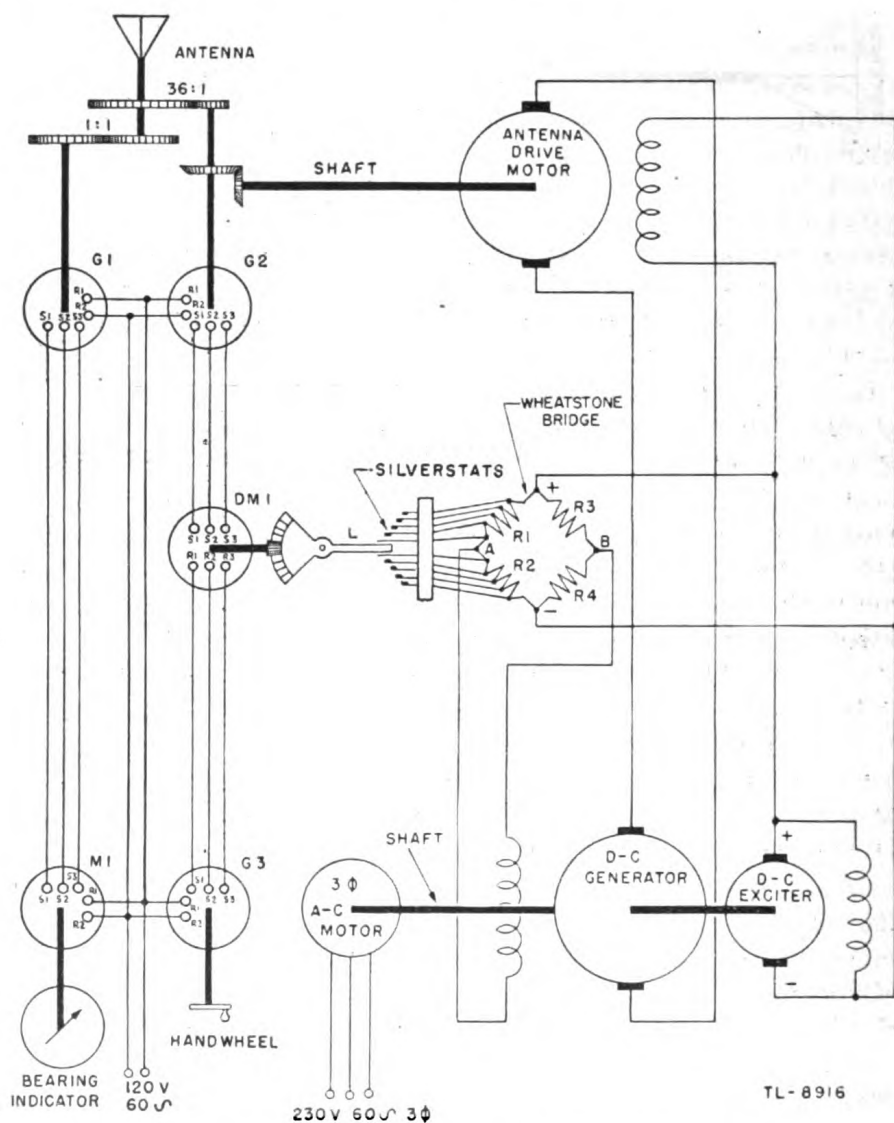 ANTENNA
36:1
1:1
SHAFT
ANTENNA
DRIVE
MOTOR
G1
G2
R1
R2
S1 S2 S3
R1
R2
S1 S2 S3
WHEATSTONE
BRIDGE
SILVERSTATS
+
R3
DM1
S1 S2 S3
R1 R2 R3
L
R1
A
B
R2
R4
−
M1
S3
S1 S2
R1
R2
G3
S1
S2 S3
R1
R2
3 ϕ
A-C
MOTOR
SHAFT
D-C
GENERATOR
+
D-C
EXCITER
−
HANDWHEEL
BEARING
INDICATOR
120 V
60 ∿
230V 60 ∿ 3ϕ
TL-8916